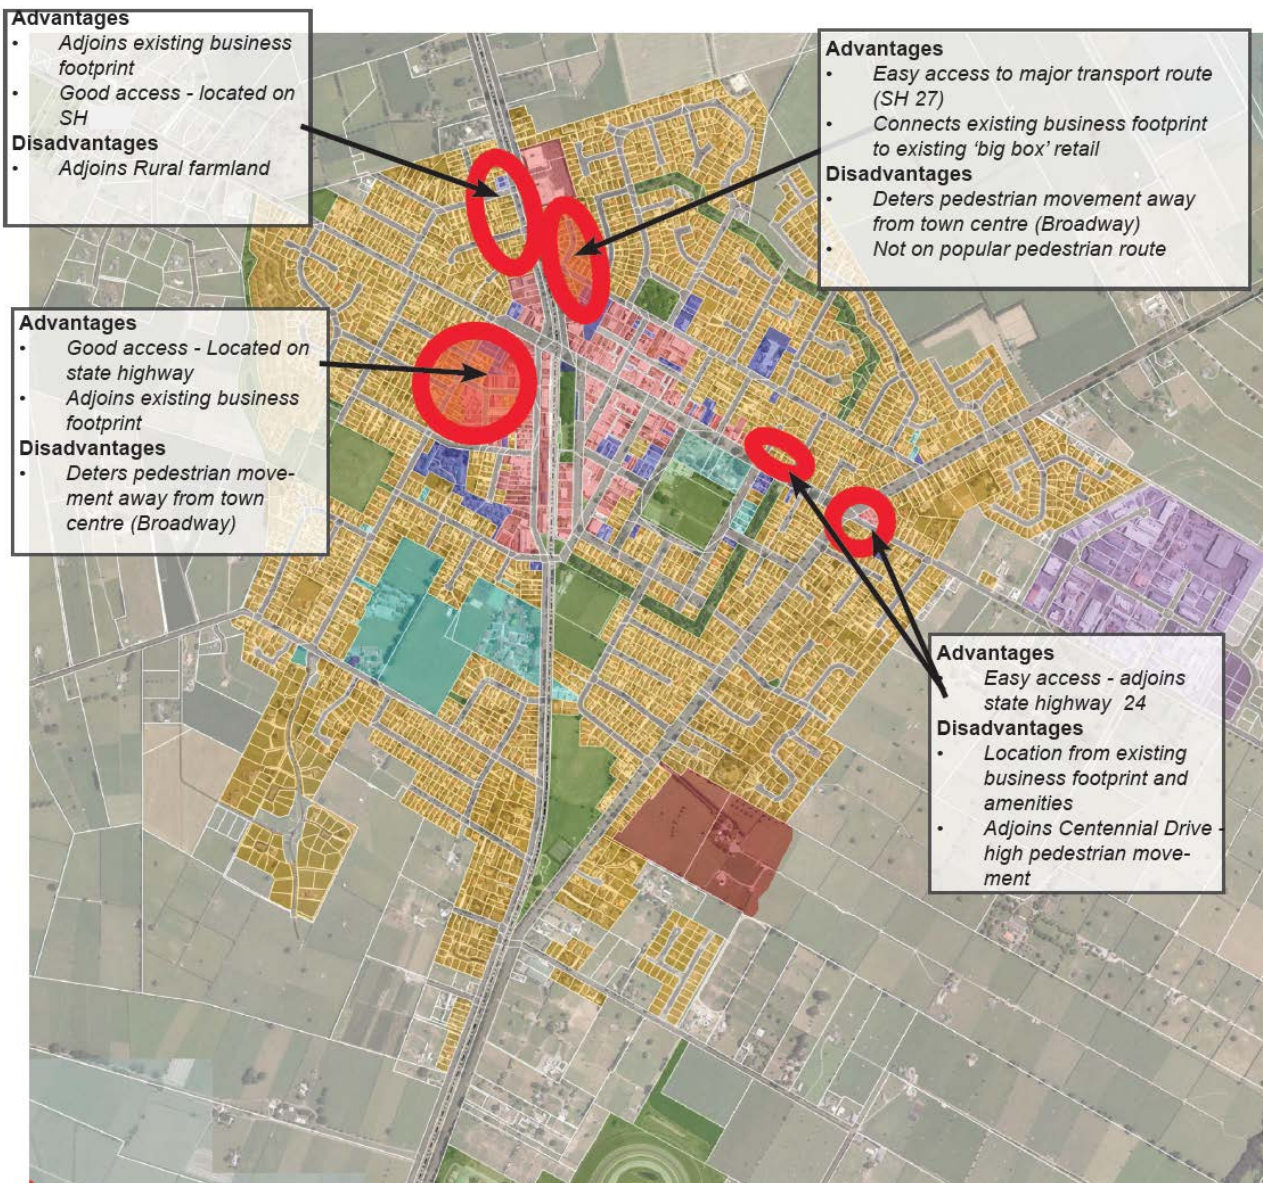 Advantages
• Adjoins existing business
footprint
• Good access - located on
SH
Disadvantages
• Adjoins Rural farmland
Advantages
• Easy access to major transport route
(SH 27)
• Connects existing business footprint
to existing ‘big box’ retail
Disadvantages
• Deters pedestrian movement away
from town centre (Broadway)
• Not on popular pedestrian route
Advantages
• Good access - Located on
state highway
• Adjoins existing business
footprint
Disadvantages
• Deters pedestrian move-
ment away from town
centre (Broadway)
Advantages
Easy access - adjoins
state highway 24
Disadvantages
• Location from existing
business footprint and
amenities
• Adjoins Centennial Drive -
high pedestrian move-
ment